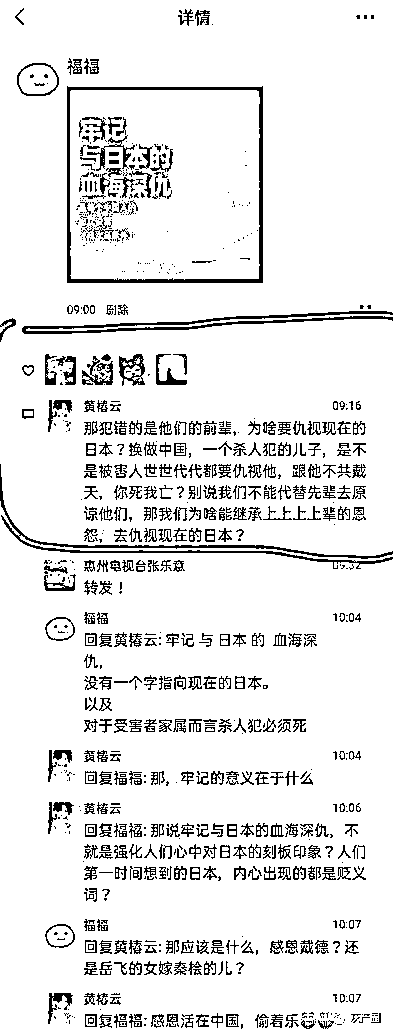 详情
福福
牢记
与日本的
血海深仇
09:00 删除
黄椿云 09:16
那犯错的是他们的前辈，为啥要仇视现在的
日本？换做中国，一个杀人犯的儿子，是不
是被害人世世代代都要仇视他，跟他不共戴
天，你死我亡？别说我们不能代替先辈去原
谅他们，那我们为啥能继承上上上上辈的恩
怨，去仇视现在的日本？
惠州电视台张乐意 09:52
转发！
福福 10:04
回复黄椿云：牢记 与 日本 的 血海深
仇，
没有一个字指向现在的日本。
以及
对于受害者家属而言杀人犯必须死
黄椿云 10:04
回复福福：那，牢记的意义在于什么
黄椿云 10:06
回复福福：那说牢记与日本的血海深仇，不
就是强化人们心中对日本的刻板印象？人们
第一时间想到的日本，内心出现的都是贬义
词？
福福 10:07
回复黄椿云：那应该是什么，感恩戴德？还
是岳飞的女嫁秦桧的儿？
黄椿云 10:07
回复福福：感恩活在中国，偷着乐